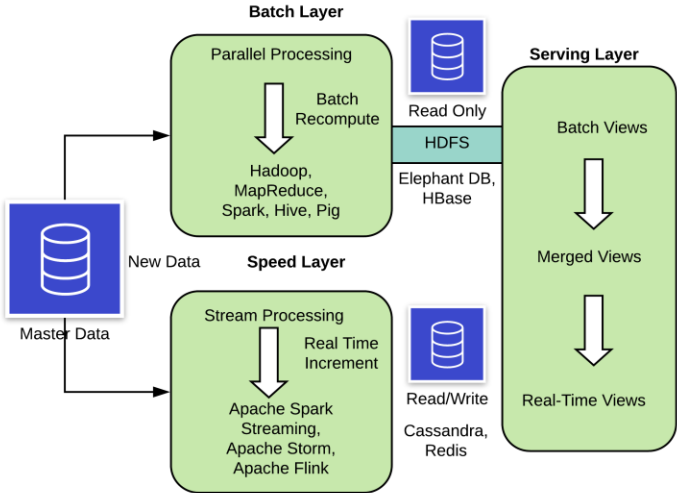 Batch Layer
Parallel Processing
Batch
Recompute
Hadoop,
MapReduce,
Spark, Hive, Pig
Read Only
HDFS
Elephant DB,
HBase
Serving Layer
Batch Views
Merged Views
Real-Time Views
New Data
Master Data
Speed Layer
Stream Processing
Real Time
Increment
Apache Spark
Streaming,
Apache Storm,
Apache Flink
Read/Write
Cassandra,
Redis